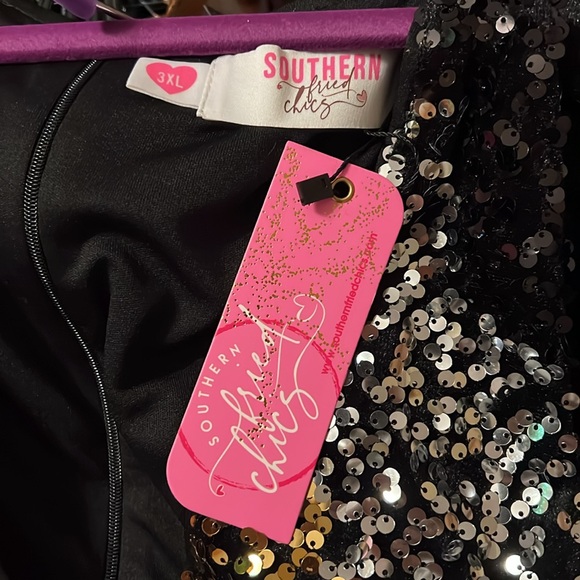 3XL
SOUTHERN
fried
chics
www.southernfriedchics.com
SOUTHERN
fried
chics